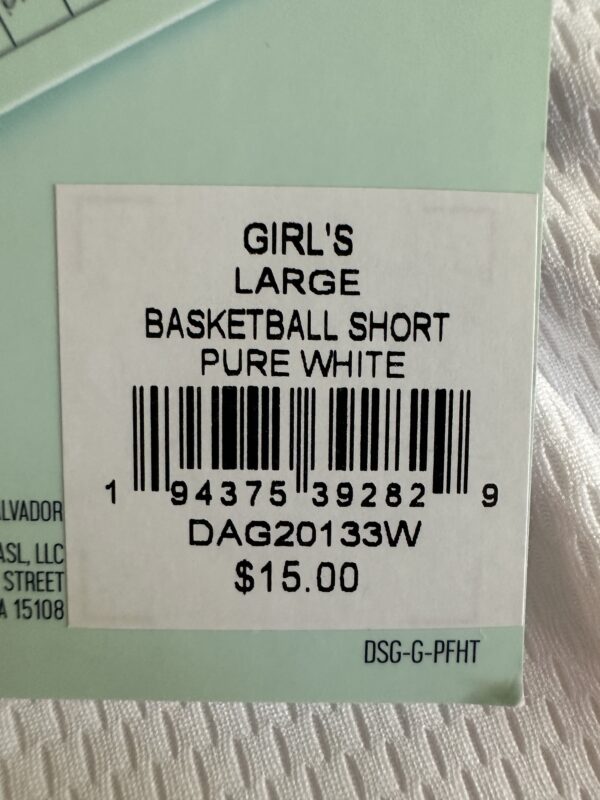 GIRL'S
LARGE
BASKETBALL SHORT
PURE WHITE
1 94375 39282 9
DAG20133W
$15.00
LVADOR
ASL, LLC
STREET
A 15108
DSG-G-PFHT